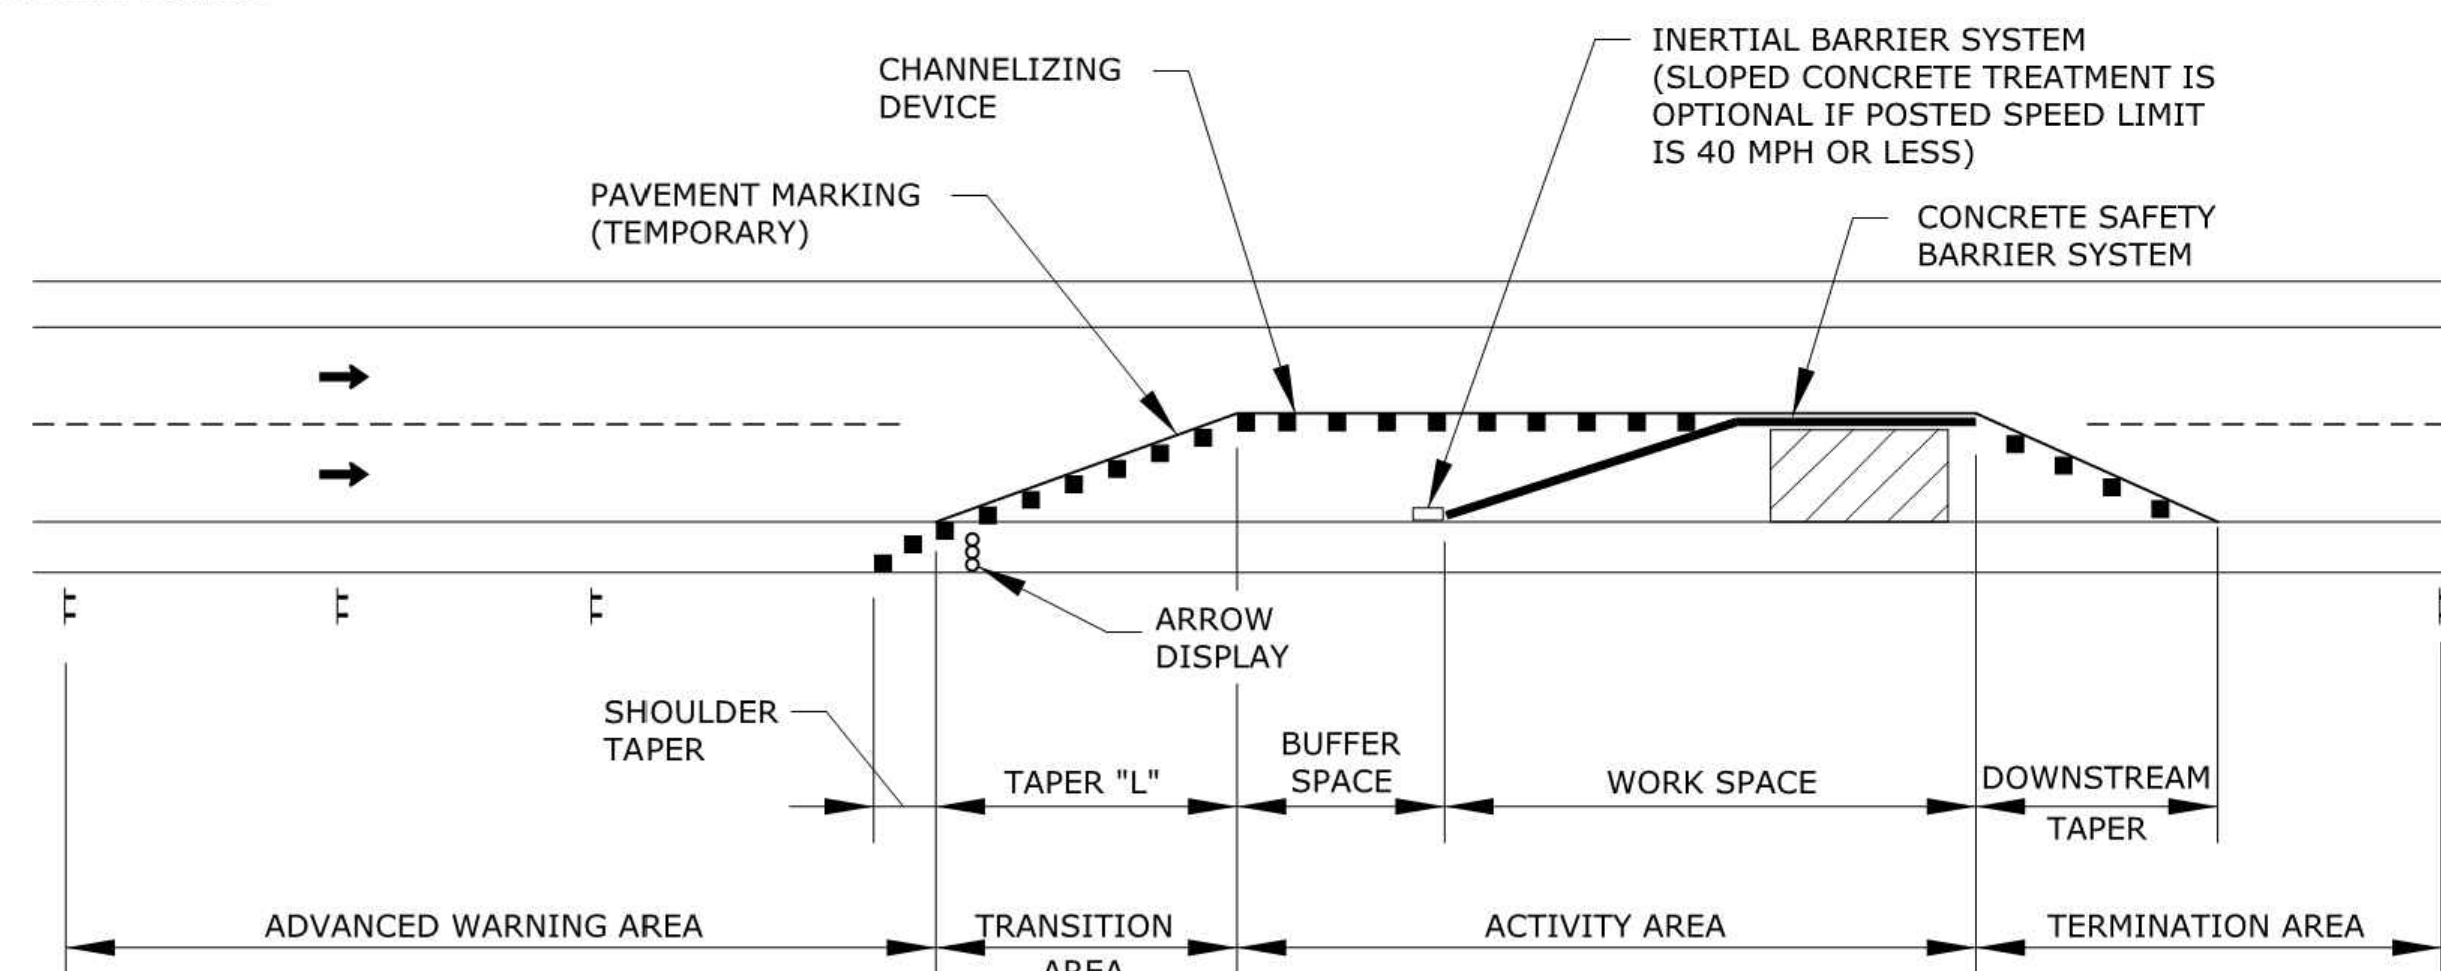 INERTIAL BARRIER SYSTEM
(SLOPED CONCRETE TREATMENT IS
OPTIONAL IF POSTED SPEED LIMIT
IS 40 MPH OR LESS)
CHANNELIZING
DEVICE
PAVEMENT MARKING
(TEMPORARY)
CONCRETE SAFETY
BARRIER SYSTEM
ARROW
DISPLAY
SHOULDER
TAPER
TAPER "L"
BUFFER
SPACE
WORK SPACE
DOWNSTREAM
TAPER
ADVANCED WARNING AREA
TRANSITION
AREA
ACTIVITY AREA
TERMINATION AREA